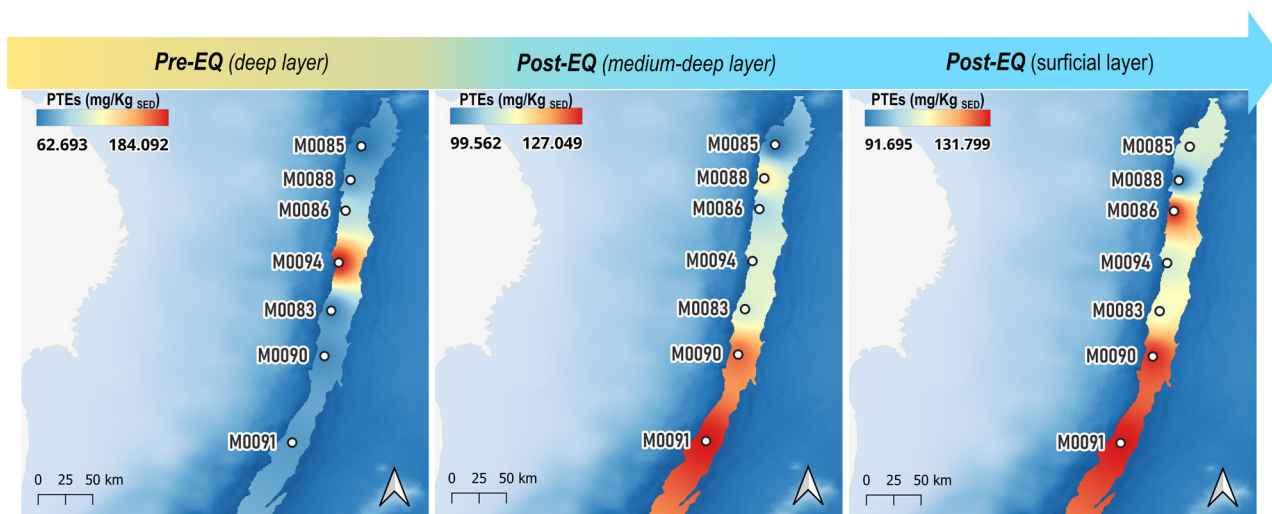 Pre-EQ (deep layer)
Post-EQ (medium-deep layer)
Post-EQ (surficial layer)
PTEs (mg/Kg SED)
62.693 184.092
M0085
M0088
M0086
M0094
M0083
M0090
M0091
0 25 50 km
PTEs (mg/Kg SED)
99.562 127.049
M0085
M0088
M0086
M0094
M0083
M0090
M0091
0 25 50 km
PTEs (mg/Kg SED)
91.695 131.799
M0085
M0088
M0086
M0094
M0083
M0090
M0091
0 25 50 km